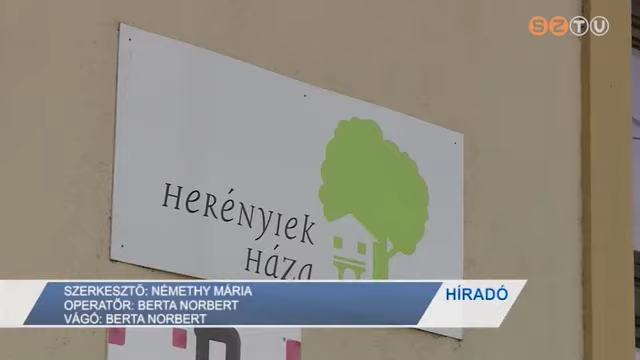 SZTV
HERÉNYIEK
HÁZA
SZERKESZTŐ: NÉMETHY MÁRIA
OPERATŐR: BERTA NORBERT
VÁGÓ: BERTA NORBERT
HÍRADÓ